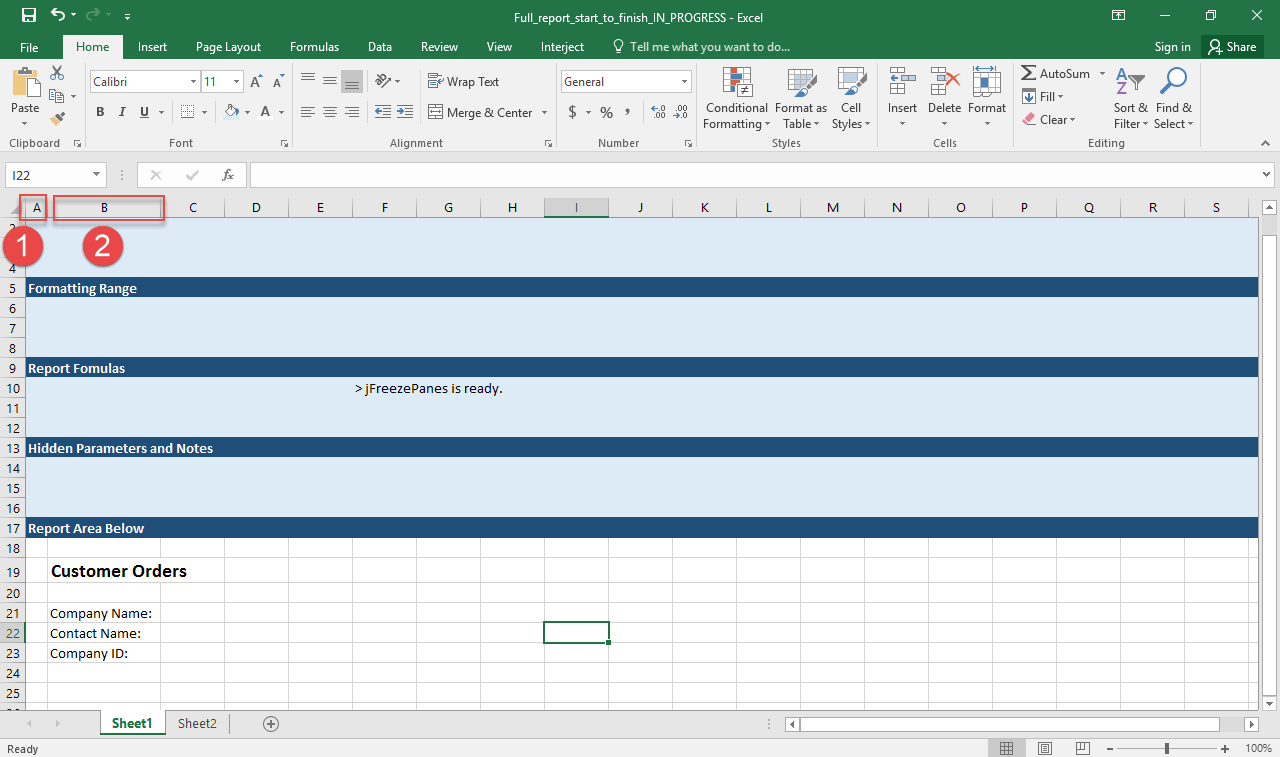 Full_report_start_to_finish_IN_PROGRESS - Excel
File Home Insert Page Layout Formulas Data Review View Interject Tell me what you want to do... Sign in Share
Calibri 11 Wrap Text General Σ AutoSum
Paste B I U A Merge & Center $ % , Conditional Formatting Format as Table Cell Styles Insert Delete Format Fill Clear Sort & Filter Find & Select
Clipboard Font Alignment Number Styles Cells Editing
I22 fx
A B C D E F G H I J K L M N O P Q R S
1 2
4
5 Formatting Range
6
7
8
9 Report Fomulas
10 > jFreezePanes is ready.
11
12
13 Hidden Parameters and Notes
14
15
16
17 Report Area Below
18
19 Customer Orders
20
21 Company Name:
22 Contact Name:
23 Company ID:
24
25
Sheet1 Sheet2
Ready 100%